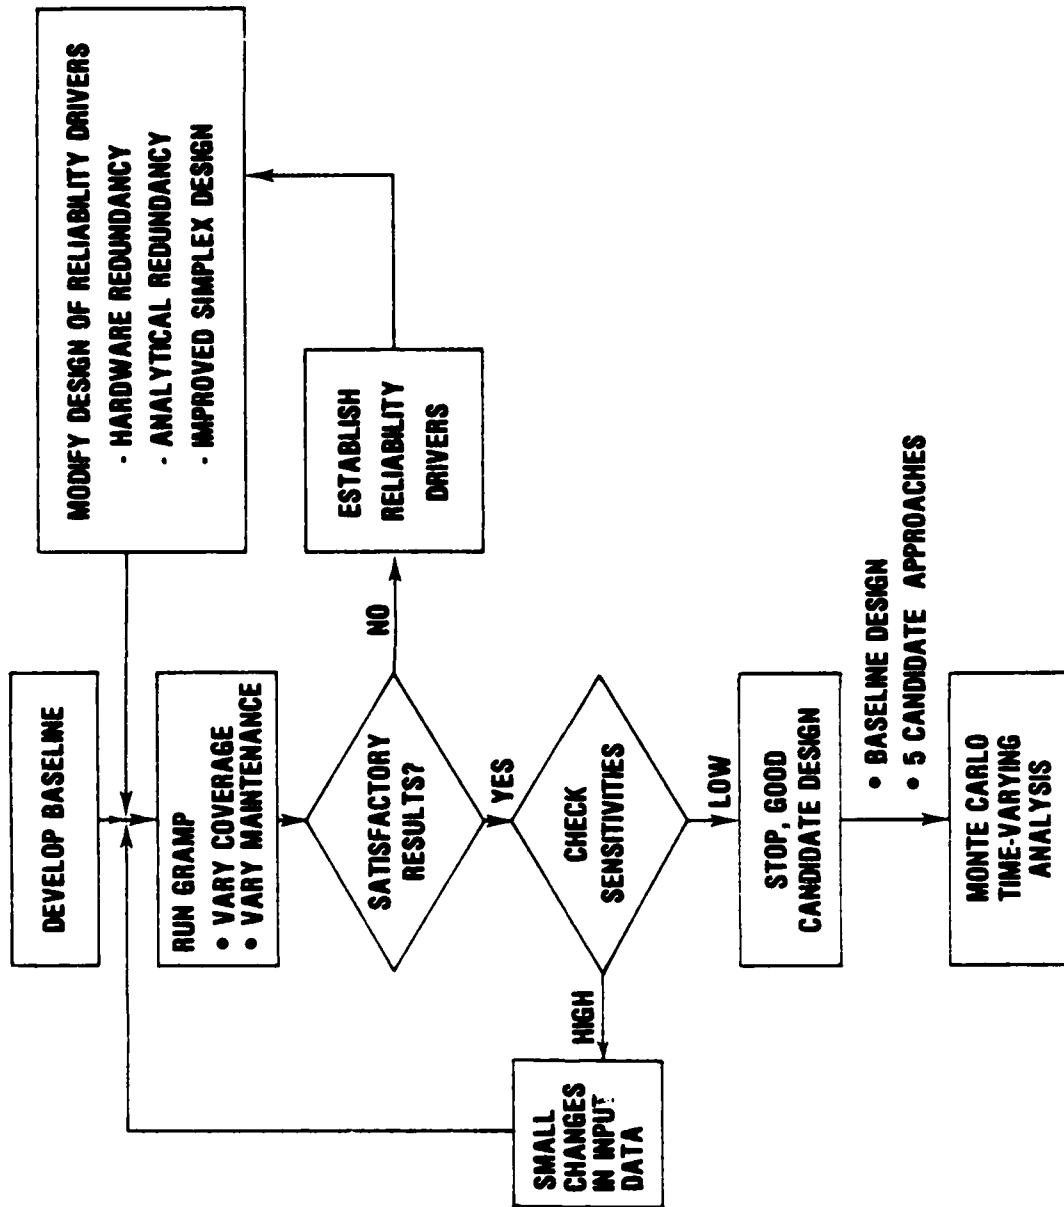 DEVELOP BASELINE
RUN GRAMP
• VARY COVERAGE
• VARY MAINTENANCE
SATISFACTORY
RESULTS?
NO
YES
ESTABLISH
RELIABILITY
DRIVERS
MODIFY DESIGN OF RELIABILITY DRIVERS
· HARDWARE REDUNDANCY
· ANALYTICAL REDUNDANCY
· IMPROVED SIMPLEX DESIGN
CHECK
SENSITIVITIES
HIGH
LOW
SMALL
CHANGES
IN INPUT
DATA
STOP, GOOD
CANDIDATE DESIGN
• BASELINE DESIGN
• 5 CANDIDATE APPROACHES
MONTE CARLO
TIME-VARYING
ANALYSIS